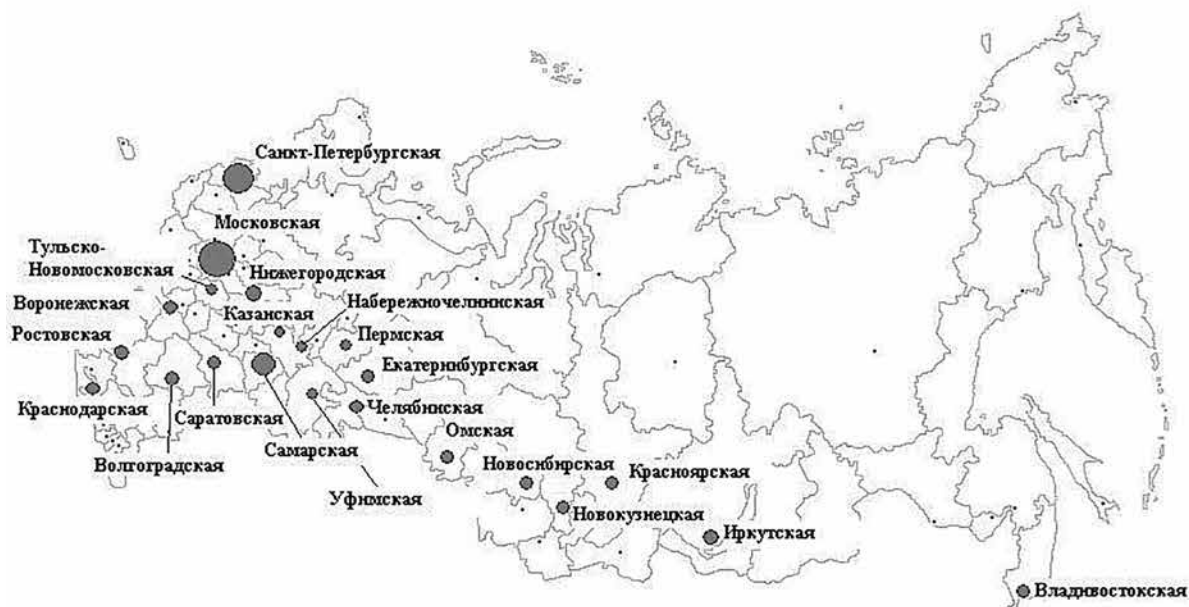 Санкт-Петербургская
Московская
Тульско-
Новомосковская
Нижегородская
Воронежская
Казанская
Набережночелнинская
Ростовская
Пермская
Екатеринбургская
Краснодарская
Саратовская
Челябинская
Омская
Волгоградская
Самарская
Новосибирская
Красноярская
Уфимская
Новокузнецкая
Иркутская
Владивостокская